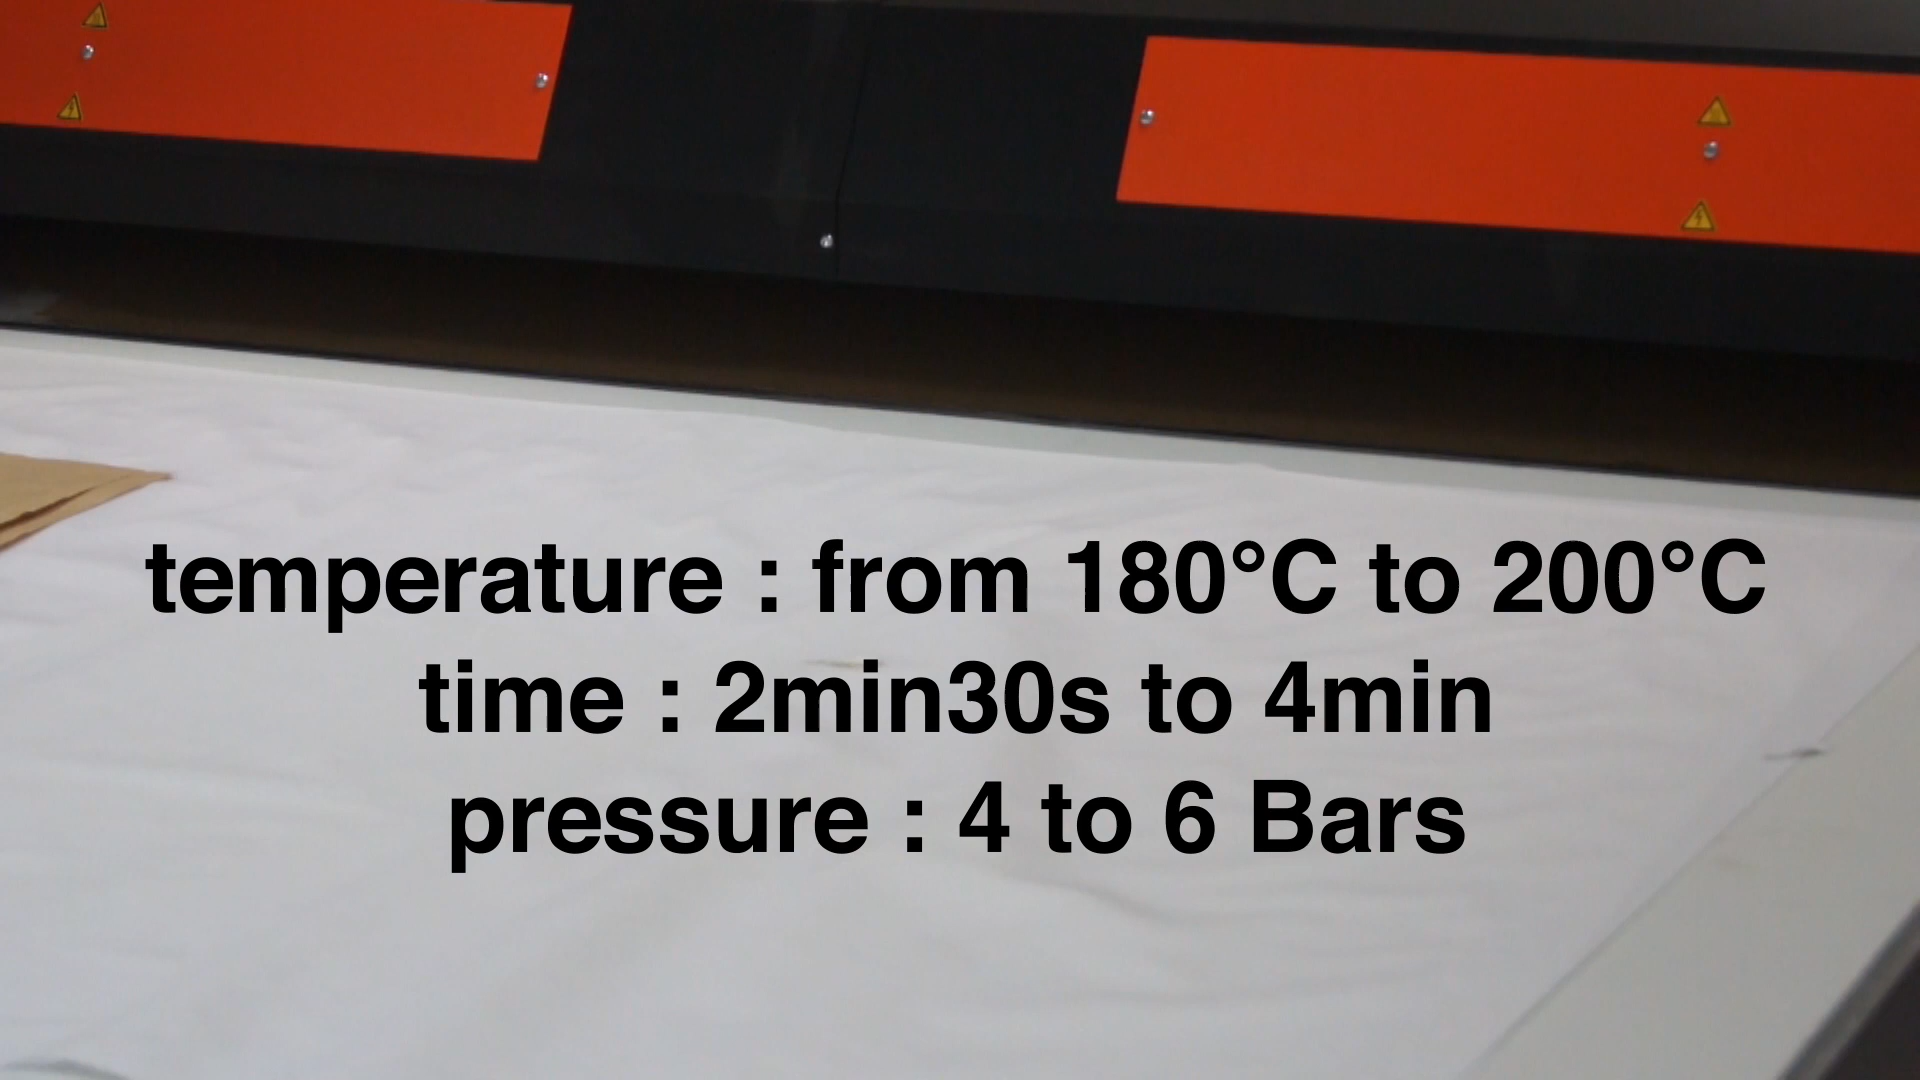 temperature : from 180°C to 200°C
time : 2min30s to 4min
pressure : 4 to 6 Bars